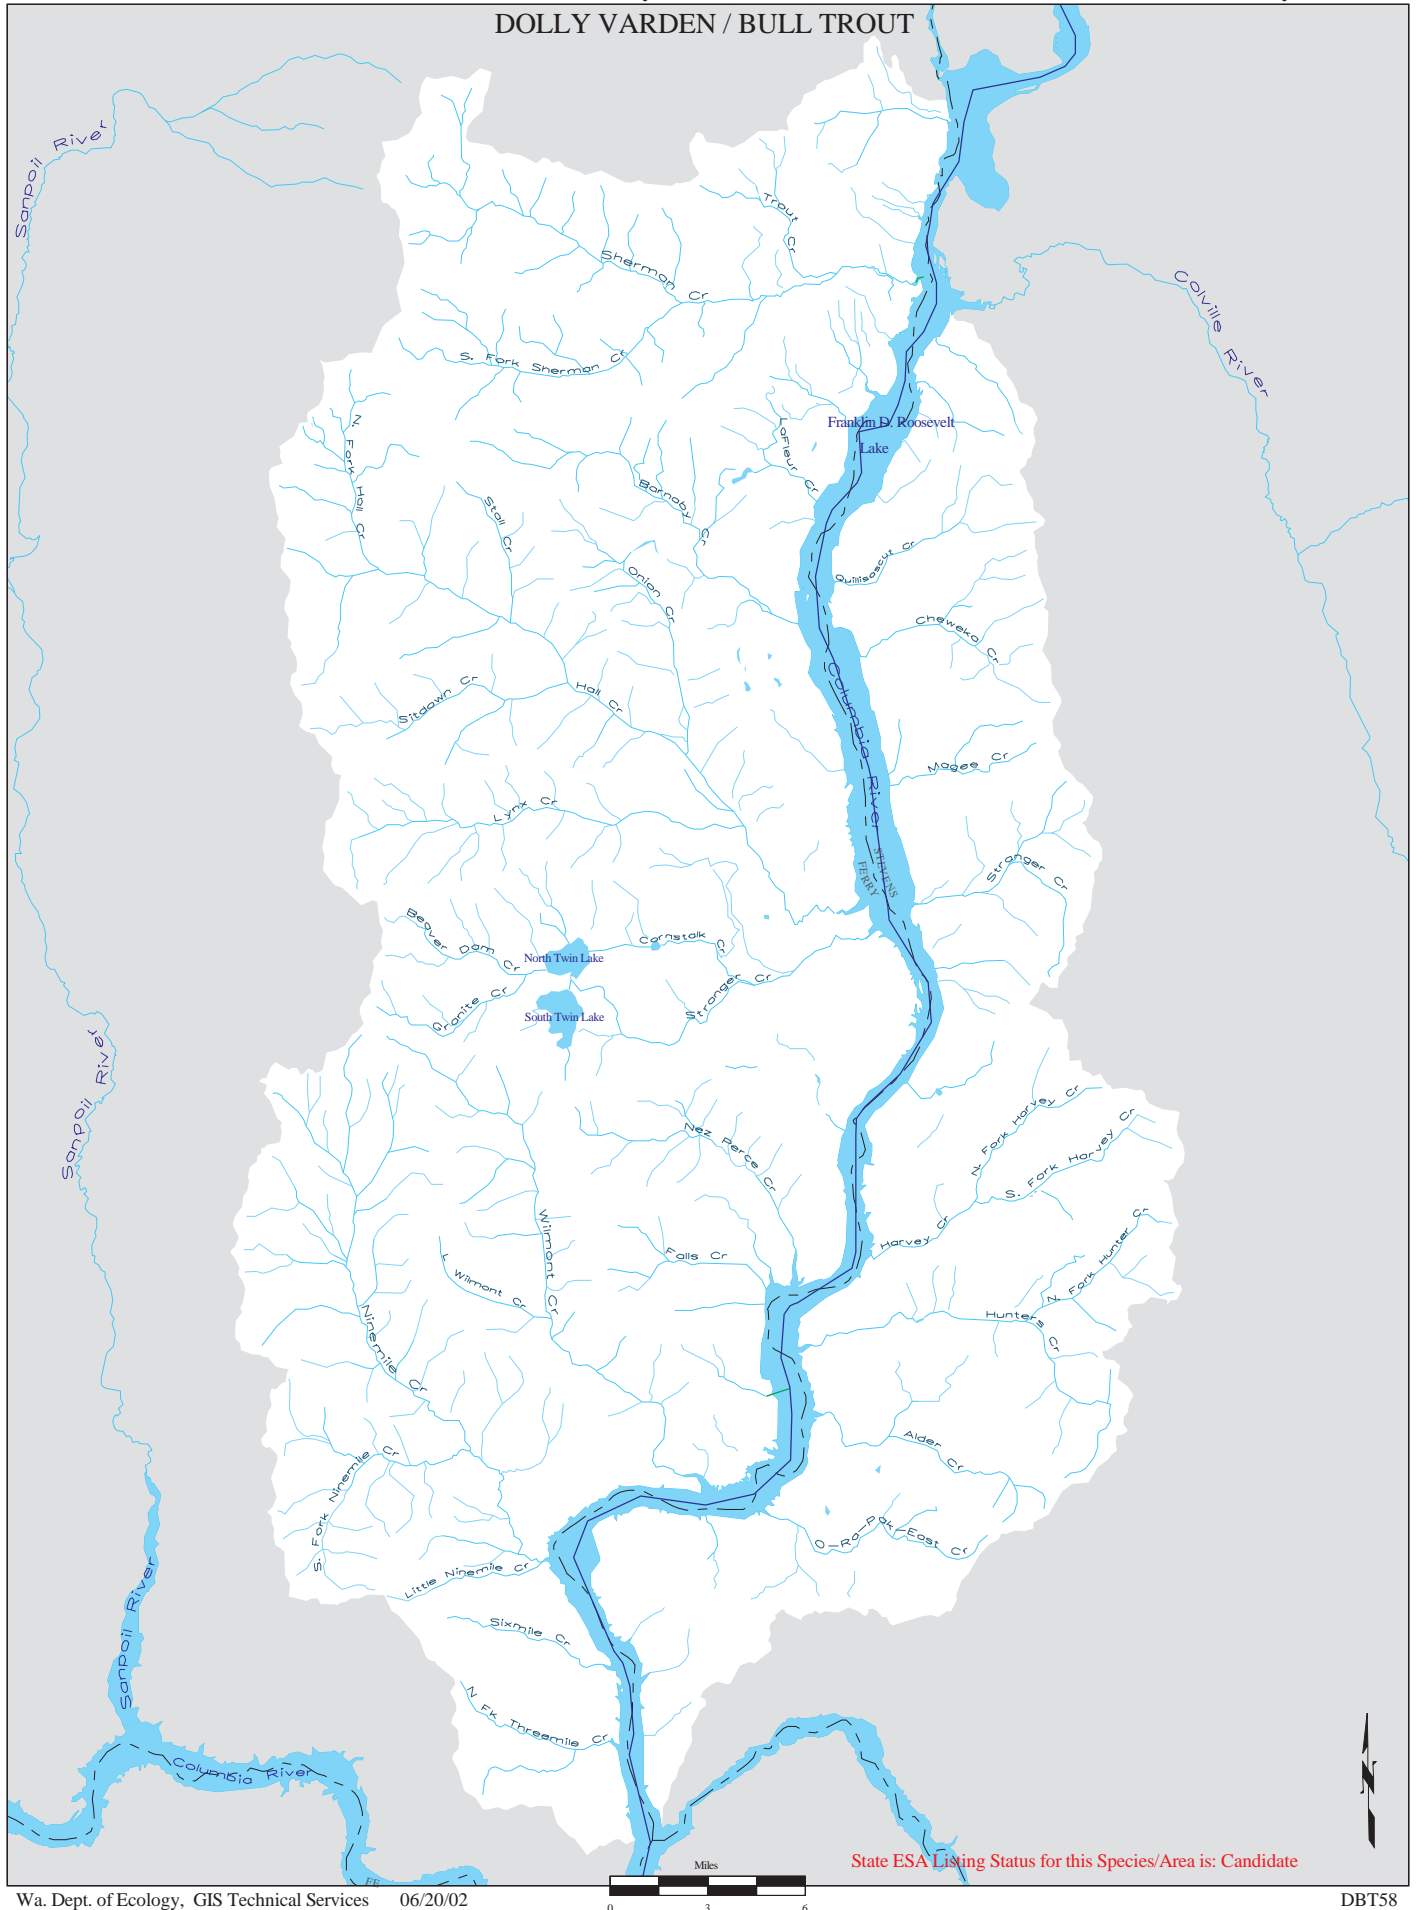 DOLLY VARDEN / BULL TROUT
Sanpoil River
Trout Cr
Sherman Cr
Colville River
S. Fork Sherman Cr
N. Fork Hall Cr
LaFleur Cr
Franklin D. Roosevelt
Lake
Barnaby Cr
Stall Cr
Onion Cr
Quillisascut Cr
Cheweka Cr
Sitdown Cr
Hall Cr
Columbia River
Magee Cr
Lynx Cr
STEVENS
FERRY
Stranger Cr
Beaver Dam Cr
Cornstalk Cr
North Twin Lake
Granite Cr
Stranger Cr
South Twin Lake
Sanpoil River
Nez Perce Cr
N. Fork Harvey Cr
S. Fork Harvey Cr
Wilmont Cr
Harvey Cr
Falls Cr
L Wilmont Cr
N. Fork Hunter Cr
Hunters Cr
Ninemile Cr
Alder Cr
S. Fork Ninemile Cr
O-Ra-Pak-East Cr
Little Ninemile Cr
Sanpoil River
Sixmile Cr
N Fk Threemile Cr
Columbia River
N
State ESA Listing Status for this Species/Area is: Candidate
FE
Miles
0 3 6
Wa. Dept. of Ecology, GIS Technical Services 06/20/02
DBT58